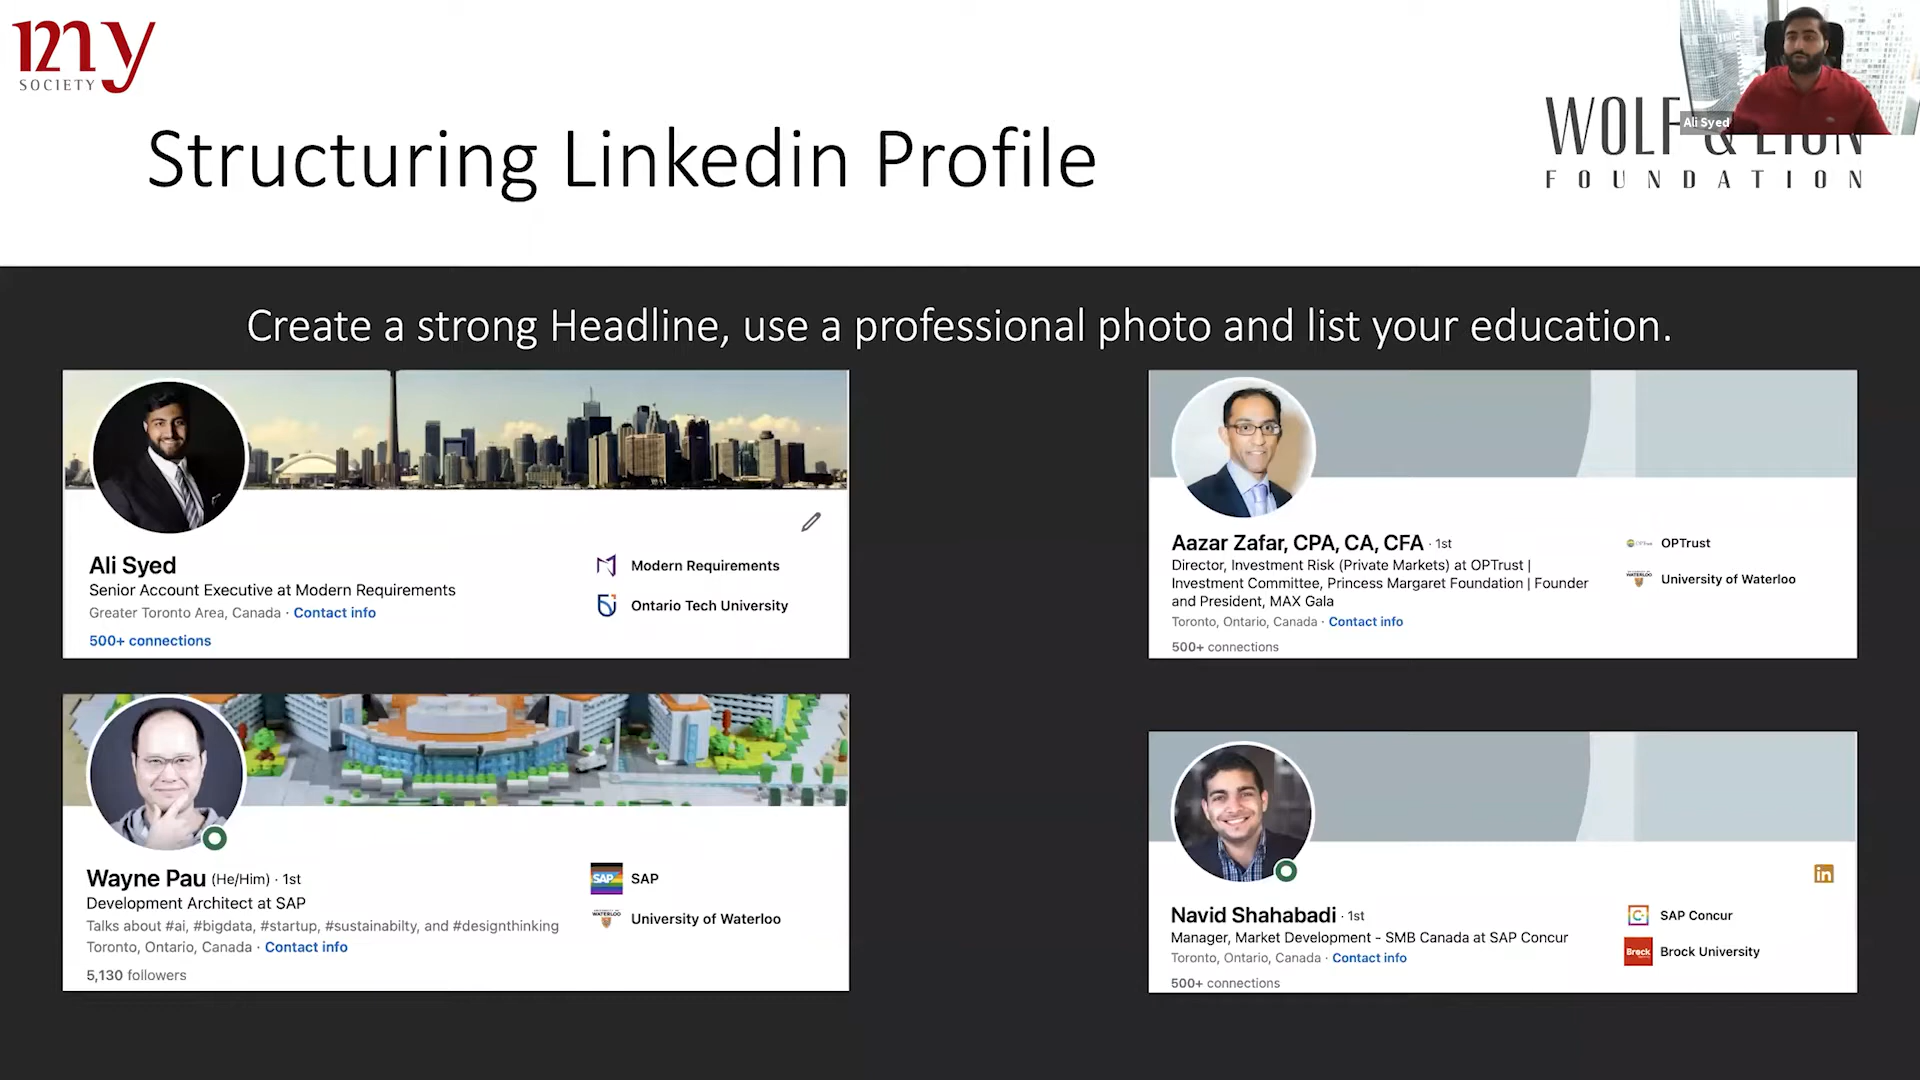 my
SOCIETY
Structuring Linkedin Profile
WOLF & LION
FOUNDATION
Ali Syed
Create a strong Headline, use a professional photo and list your education.
Ali Syed
Senior Account Executive at Modern Requirements
Greater Toronto Area, Canada · Contact info
500+ connections
Modern Requirements
Ontario Tech University
Aazar Zafar, CPA, CA, CFA · 1st
Director, Investment Risk (Private Markets) at OPTrust |
Investment Committee, Princess Margaret Foundation | Founder
and President, MAX Gala
Toronto, Ontario, Canada · Contact info
500+ connections
OPTrust
University of Waterloo
Wayne Pau (He/Him) · 1st
Development Architect at SAP
Talks about #ai, #bigdata, #startup, #sustainabilty, and #designthinking
Toronto, Ontario, Canada · Contact info
5,130 followers
SAP
SAP
WATERLOO
University of Waterloo
Navid Shahabadi · 1st
Manager, Market Development - SMB Canada at SAP Concur
Toronto, Ontario, Canada · Contact info
500+ connections
in
C
SAP Concur
Brock
Brock University